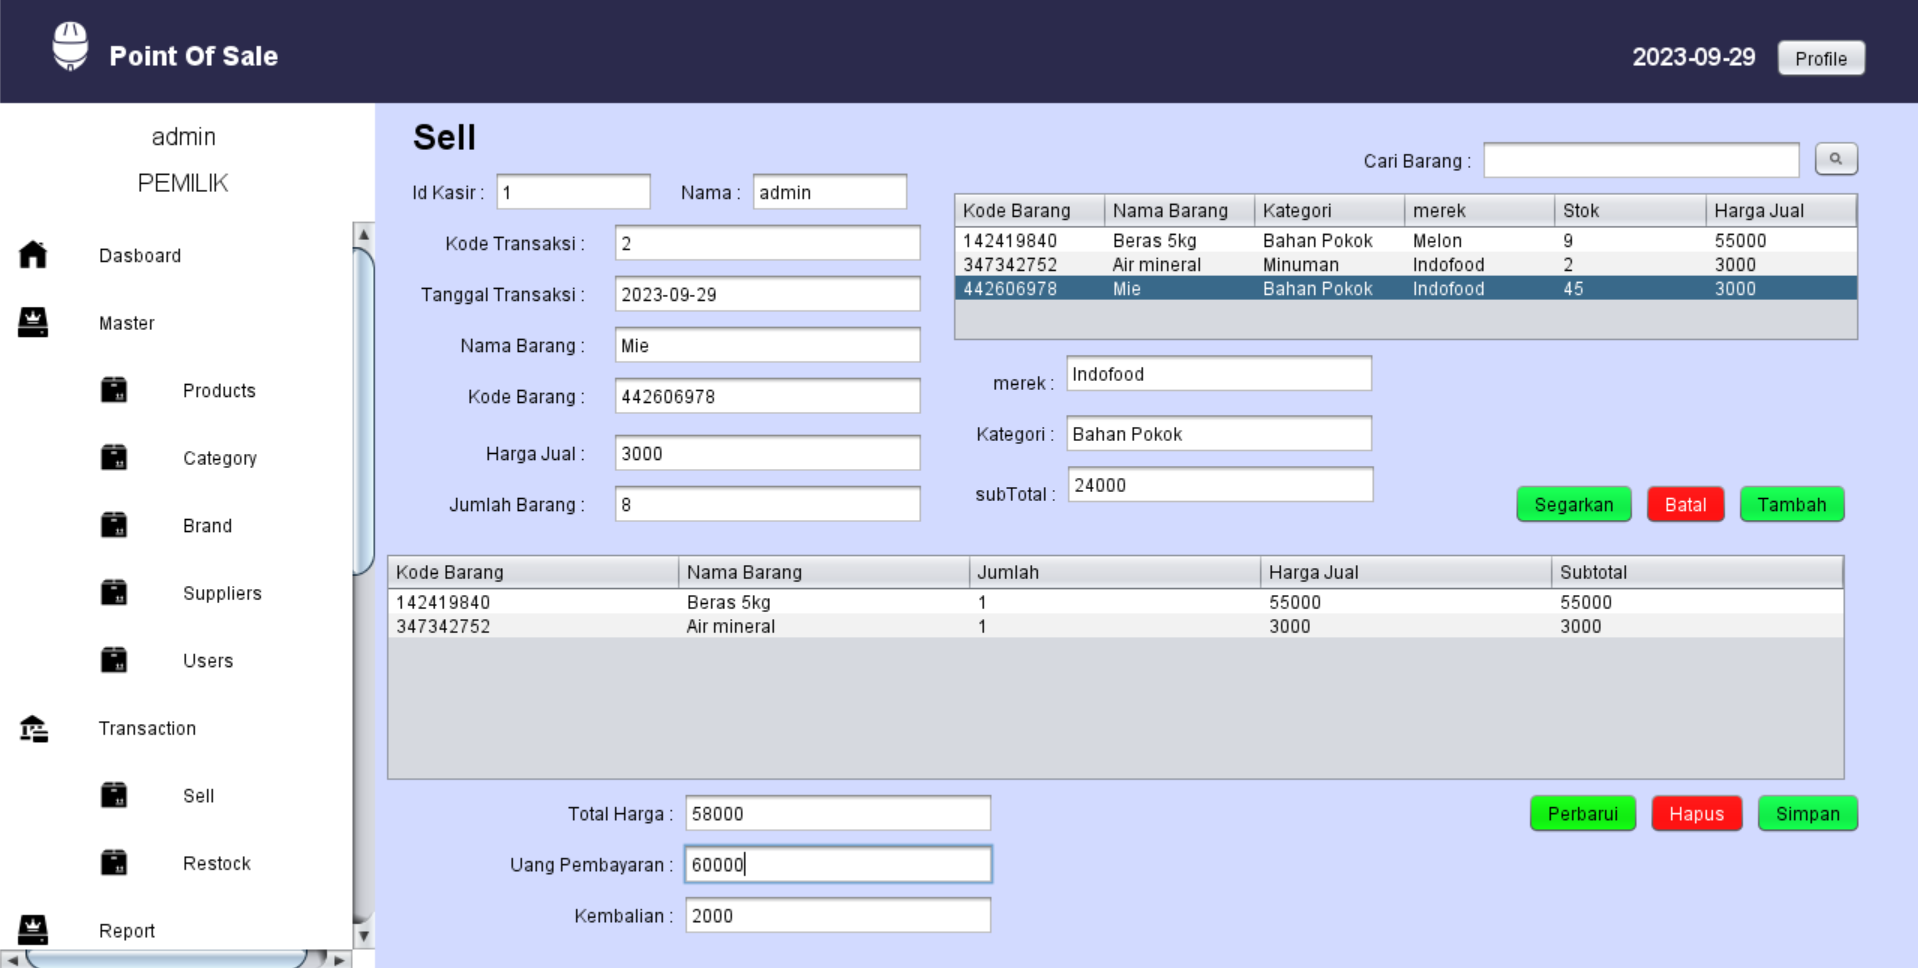 Point Of Sale
2023-09-29 Profile
admin
PEMILIK
Dasboard
Master
Products
Category
Brand
Suppliers
Users
Transaction
Sell
Restock
Report
Sell
Id Kasir : 1 Nama : admin
Kode Transaksi : 2
Tanggal Transaksi : 2023-09-29
Nama Barang : Mie
Kode Barang : 442606978
Harga Jual : 3000
Jumlah Barang : 8
Cari Barang :
Kode Barang Nama Barang Kategori merek Stok Harga Jual
142419840 Beras 5kg Bahan Pokok Melon 9 55000
347342752 Air mineral Minuman Indofood 2 3000
442606978 Mie Bahan Pokok Indofood 45 3000
merek : Indofood
Kategori : Bahan Pokok
subTotal : 24000
Segarkan Batal Tambah
Kode Barang Nama Barang Jumlah Harga Jual Subtotal
142419840 Beras 5kg 1 55000 55000
347342752 Air mineral 1 3000 3000
Total Harga : 58000
Uang Pembayaran : 60000
Kembalian : 2000
Perbarui Hapus Simpan